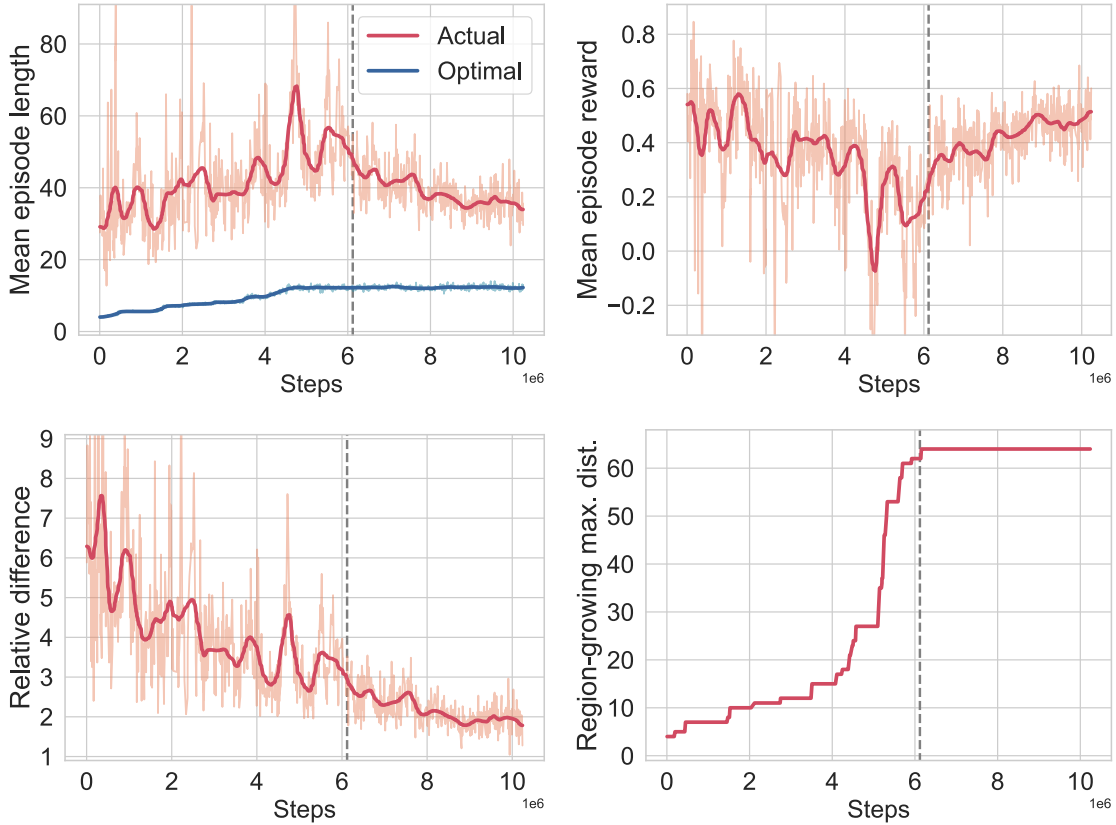 Mean episode length
80
60
40
20
0
0 2 4 6 8 10
Steps
1e6
Actual
Optimal
Mean episode reward
0.8
0.6
0.4
0.2
0.0
−0.2
0 2 4 6 8 10
Steps
1e6
Relative difference
9
8
7
6
5
4
3
2
1
0 2 4 6 8 10
Steps
1e6
Region-growing max. dist.
60
50
40
30
20
10
0
0 2 4 6 8 10
Steps
1e6